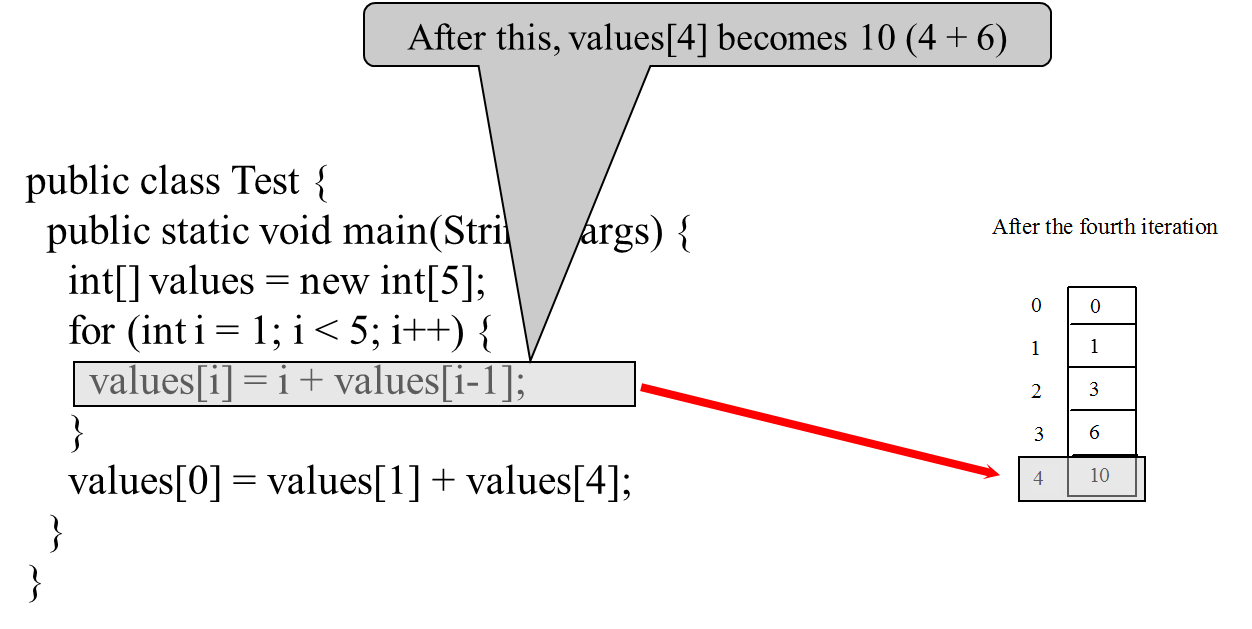 After this, values[4] becomes 10 (4 + 6)
public class Test {
public static void main(Stri args) {
int[] values = new int[5];
for (int i = 1; i < 5; i++) {
values[i] = i + values[i-1];
}
values[0] = values[1] + values[4];
}
}
After the fourth iteration
0 0
1 1
2 3
3 6
4 10